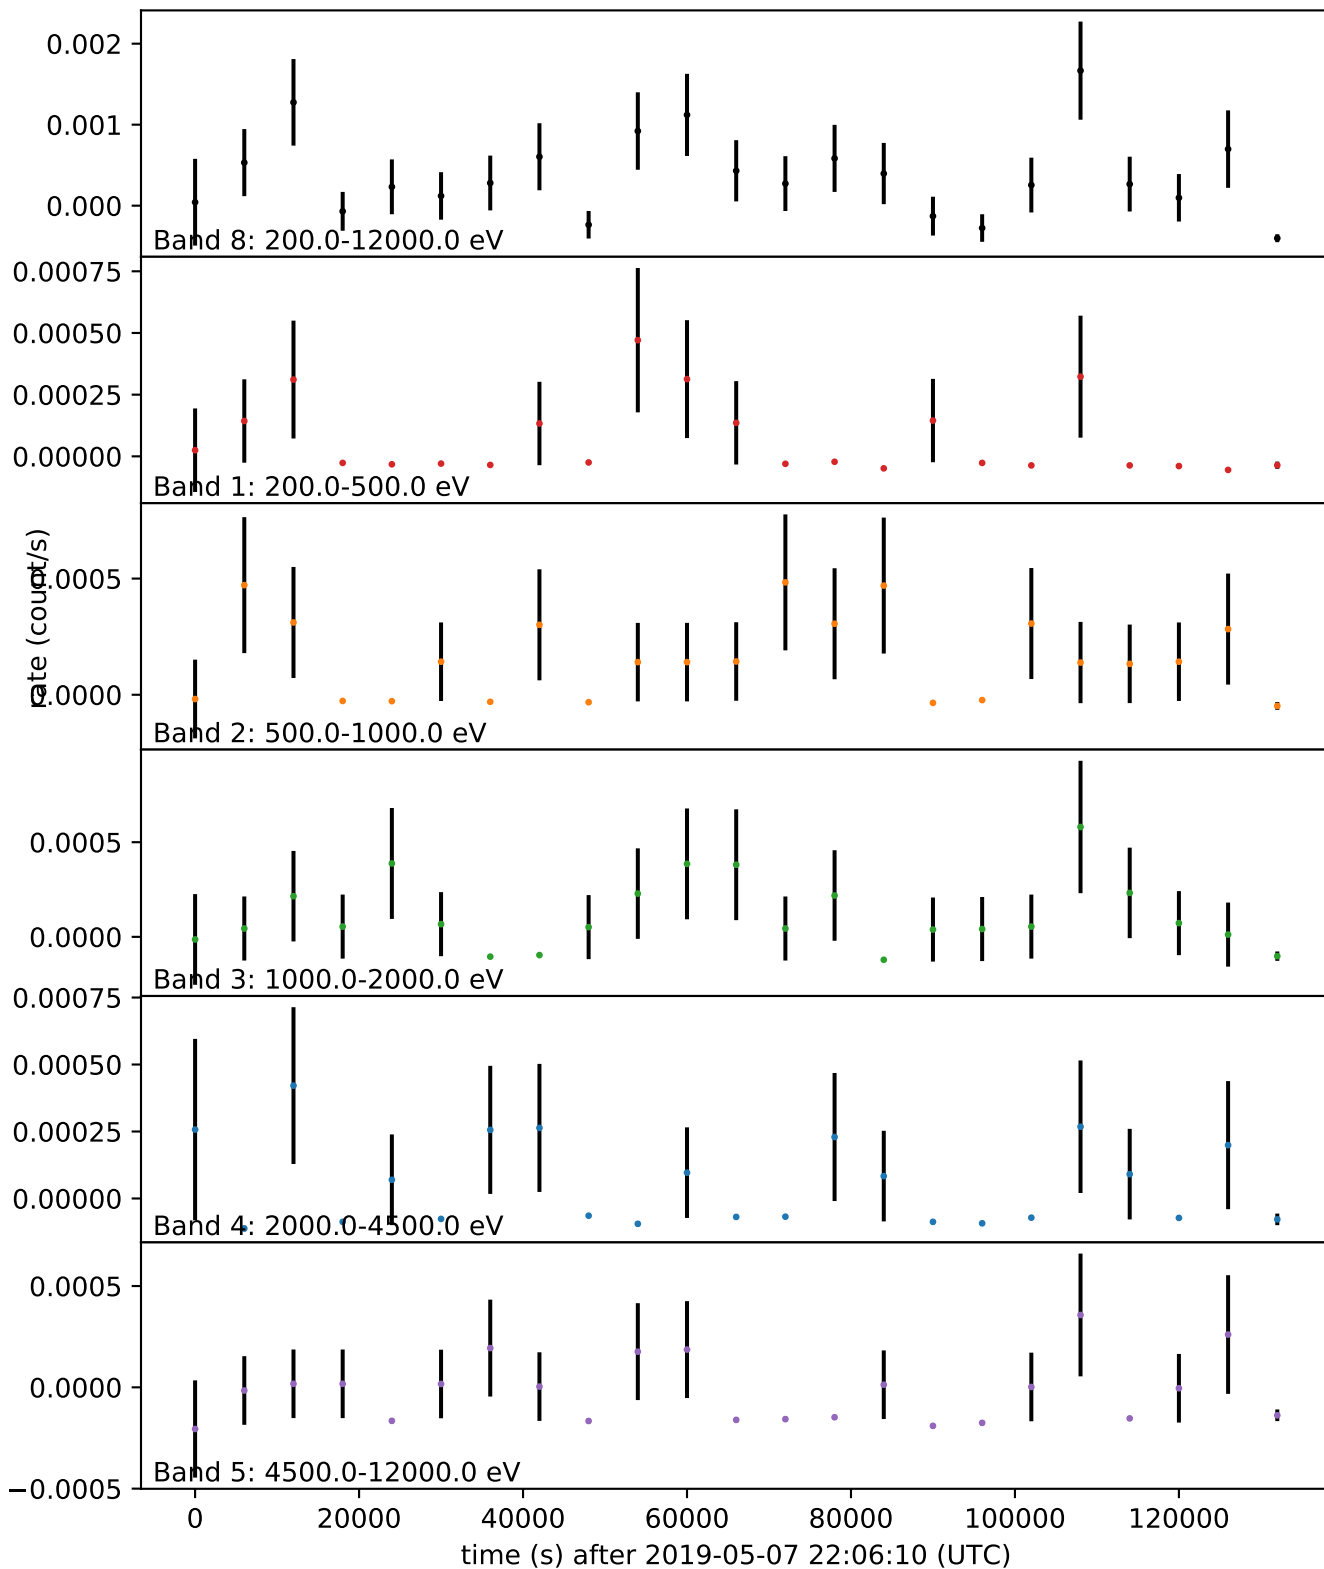 0.002
0.001
0.000
Band 8: 200.0-12000.0 eV
0.00075
0.00050
0.00025
0.00000
Band 1: 200.0-500.0 eV
rate (count/s)
0.0005
0.0000
Band 2: 500.0-1000.0 eV
0.0005
0.0000
Band 3: 1000.0-2000.0 eV
0.00075
0.00050
0.00025
0.00000
Band 4: 2000.0-4500.0 eV
0.0005
0.0000
−0.0005
Band 5: 4500.0-12000.0 eV
0 20000 40000 60000 80000 100000 120000
time (s) after 2019-05-07 22:06:10 (UTC)